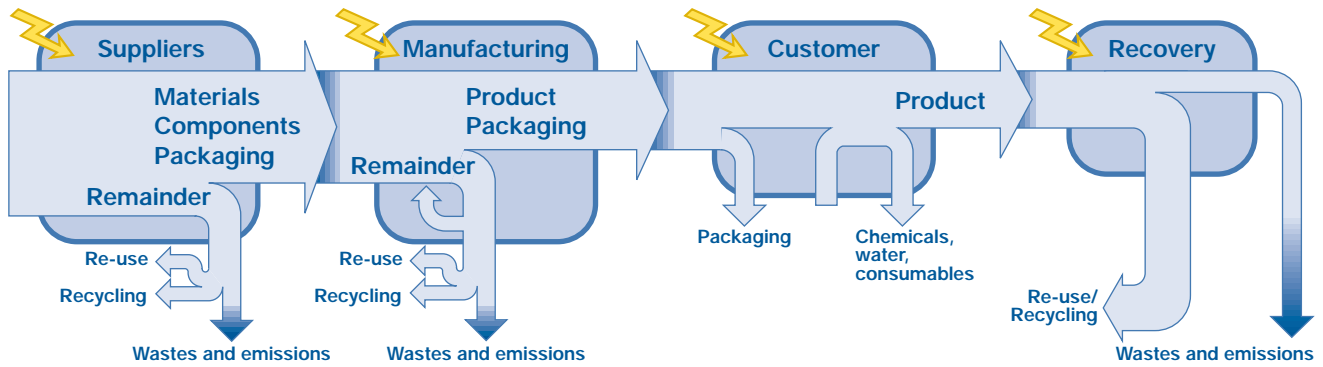 Suppliers
Materials
Components
Packaging
Remainder
Re-use
Recycling
Wastes and emissions
Manufacturing
Product
Packaging
Remainder
Re-use
Recycling
Wastes and emissions
Customer
Product
Packaging
Chemicals,
water,
consumables
Recovery
Re-use/
Recycling
Wastes and emissions